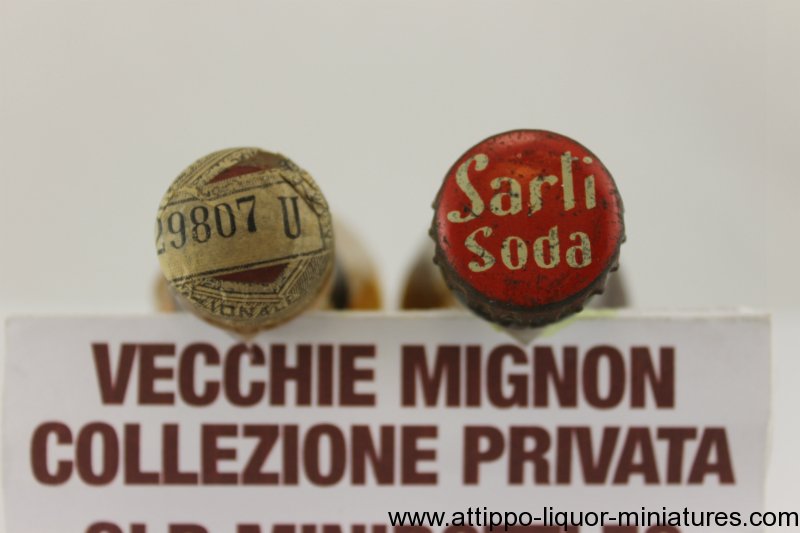 29807 U
Sarti
Soda
VECCHIE MIGNON
COLLEZIONE PRIVATA
www.attippo-liquor-miniatures.com